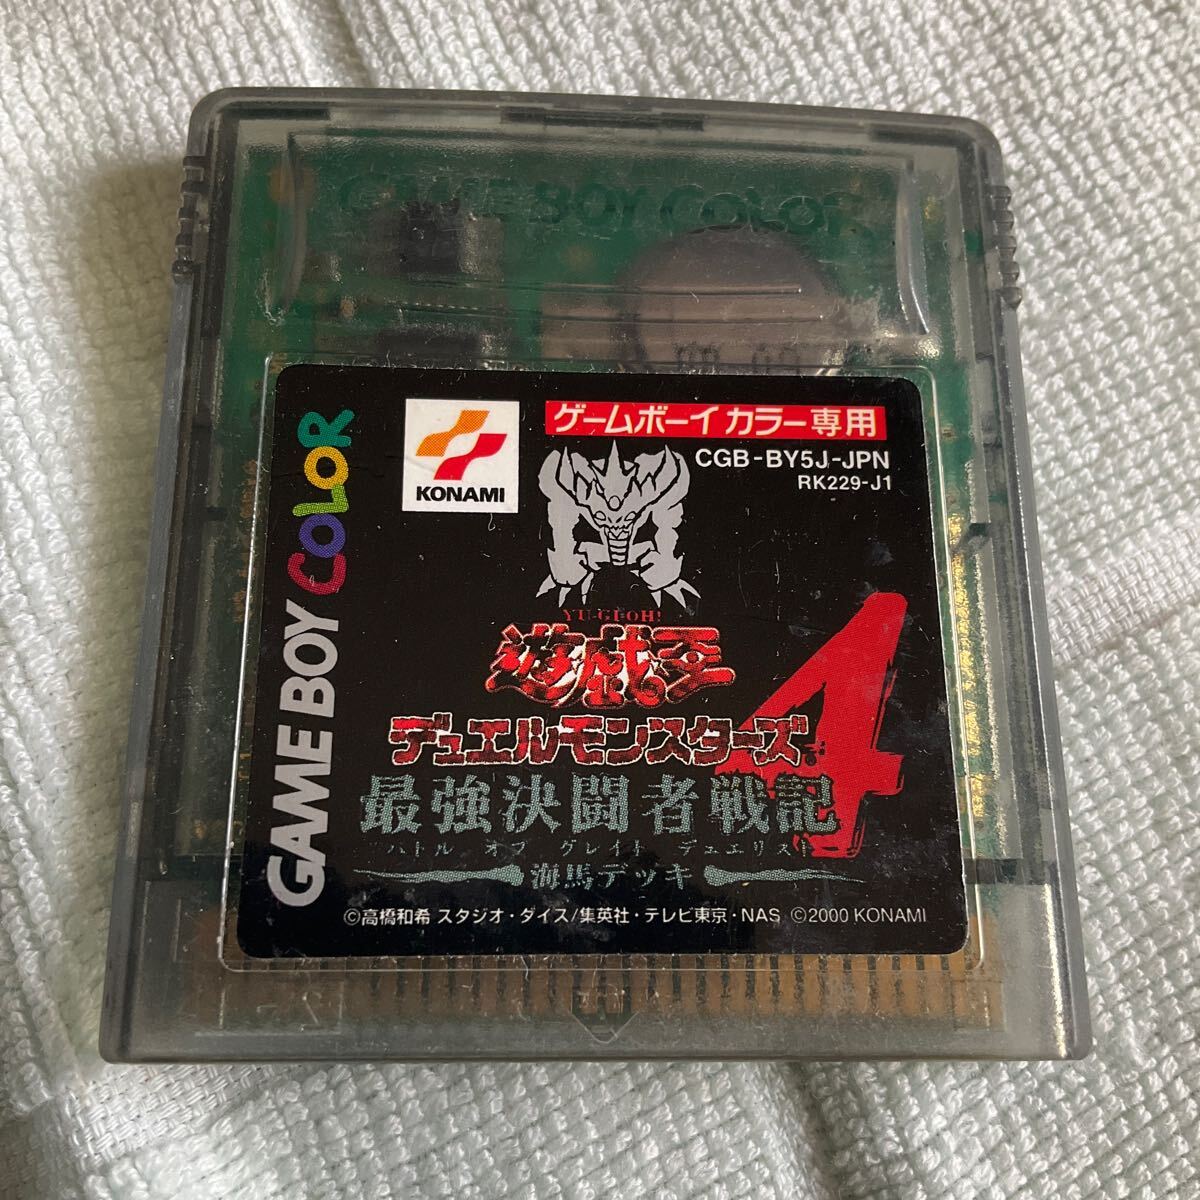 GAME BOY COLOR
GAME BOY COLOR
KONAMI
ゲームボーイ カラー専用
CGB-BY5J-JPN
RK229-J1
YU-GI-OH!
遊戯王
デュエルモンスターズ4
最強決闘者戦記
バトル オブ グレイト デュエリスト
海馬デッキ
©高橋和希 スタジオ・ダイス/集英社・テレビ東京・NAS ©2000 KONAMI